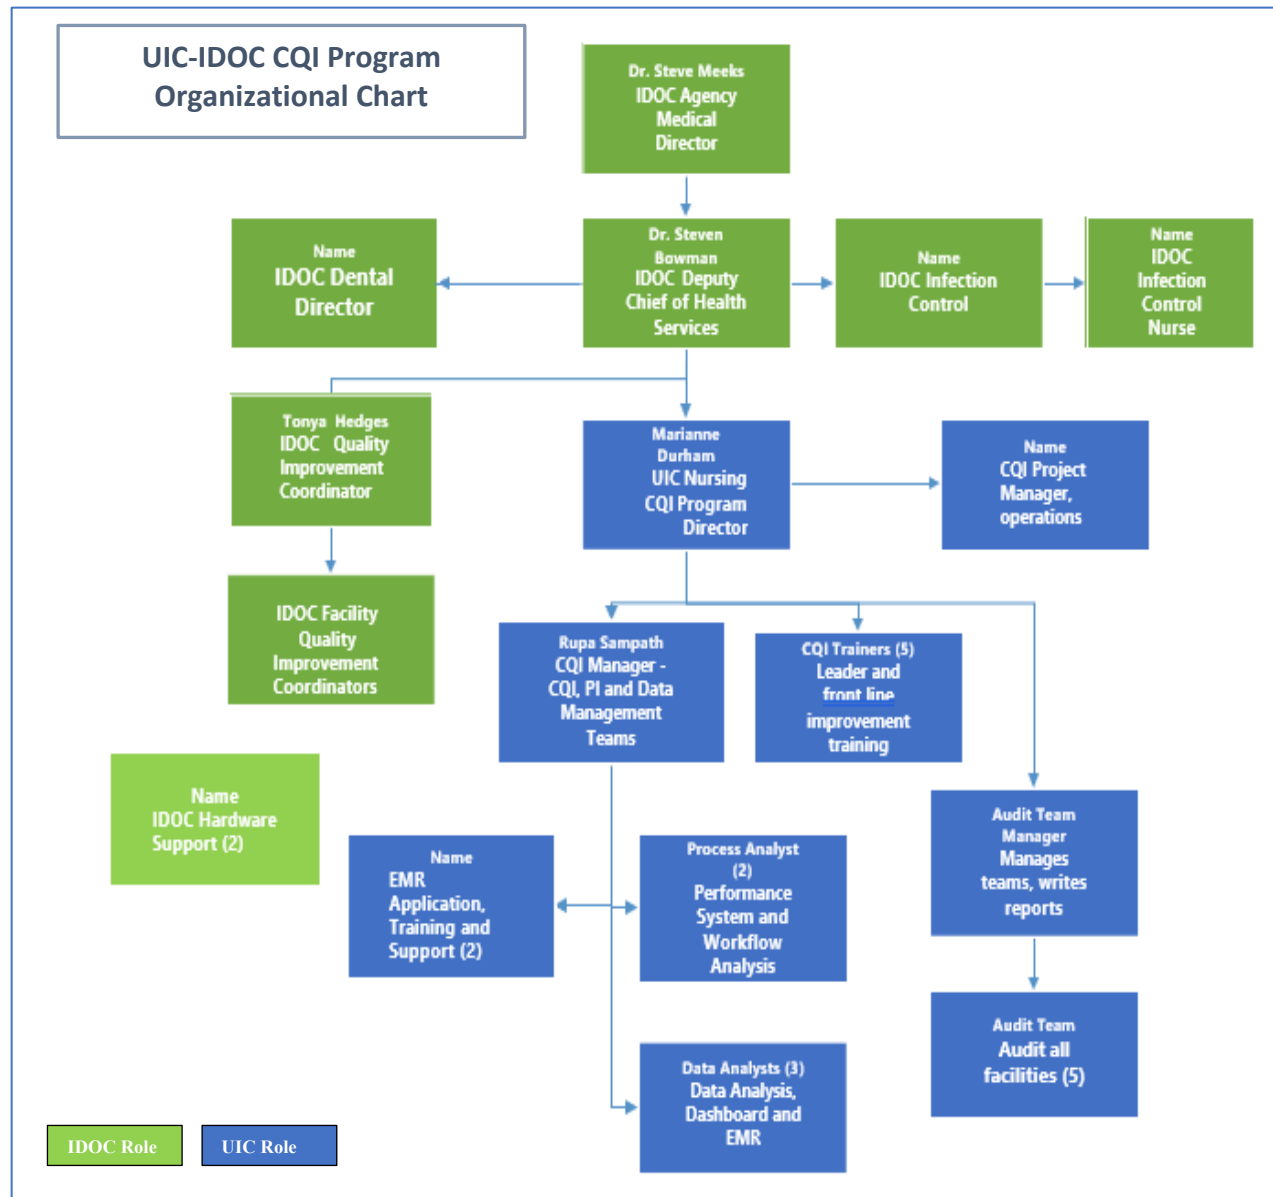 UIC-IDOC CQI Program
Organizational Chart
Dr. Steve Meeks
IDOC Agency
Medical
Director
Name
IDOC Dental
Director
Dr. Steven
Bowman
IDOC Deputy
Chief of Health
Services
Name
IDOC Infection
Control
Name
IDOC
Infection
Control
Nurse
Tonya Hedges
IDOC Quality
Improvement
Coordinator
Marianne
Durham
UIC Nursing
CQI Program
Director
Name
CQI Project
Manager,
operations
IDOC Facility
Quality
Improvement
Coordinators
Rupa Sampath
CQI Manager -
CQI, PI and Data
Management
Teams
CQI Trainers (5)
Leader and
front line
improvement
training
Name
IDOC Hardware
Support (2)
Name
EMR
Application,
Training and
Support (2)
Process Analyst
(2)
Performance
System and
Workflow
Analysis
Audit Team
Manager
Manages
teams, writes
reports
Data Analysts (3)
Data Analysis,
Dashboard and
EMR
Audit Team
Audit all
facilities (5)
IDOC Role
UIC Role